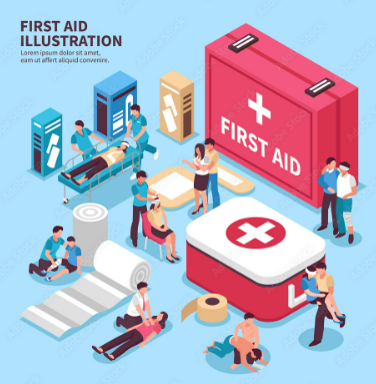 FIRST AID
ILLUSTRATION
Lorem ipsum dolor sit amet,
eam ut affert aliquid convenire.
FIRST AID